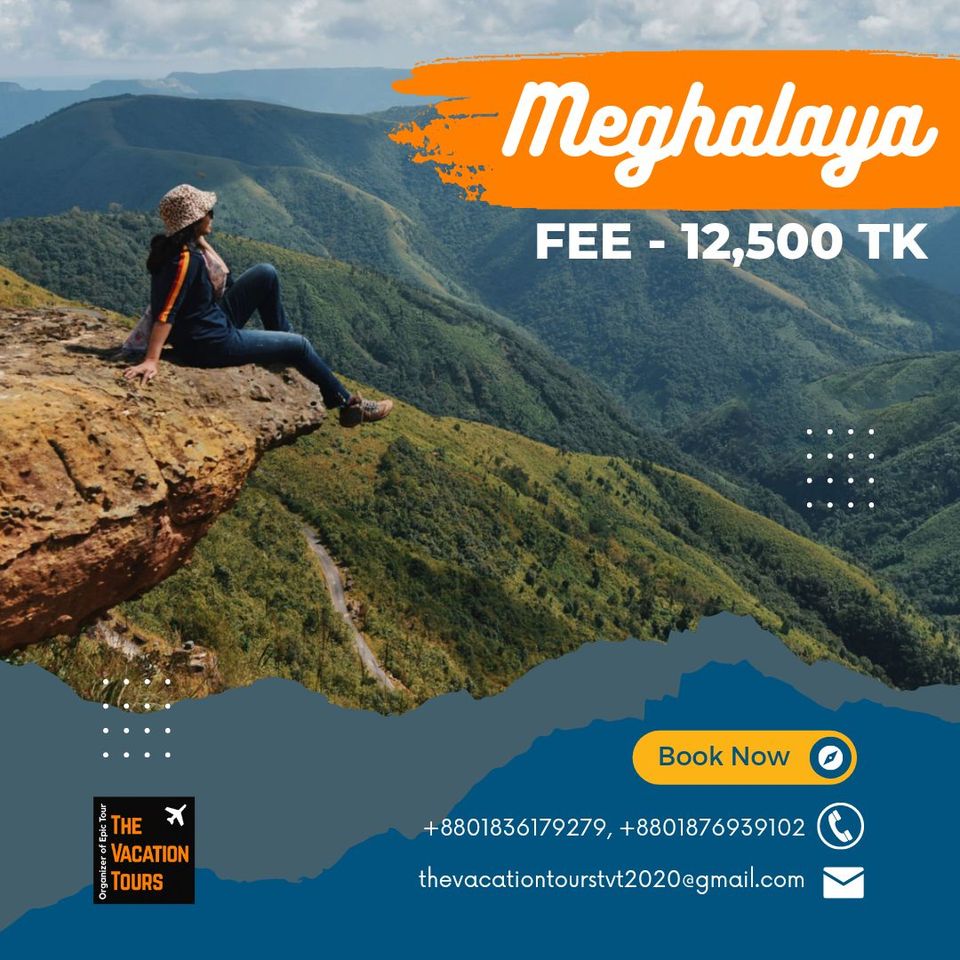 Meghalaya
FEE - 12,500 TK
Book Now
+8801836179279, +8801876939102
thevacationtourstvt2020@gmail.com
Organizer of Epic Tour
THE
VACATION
TOURS